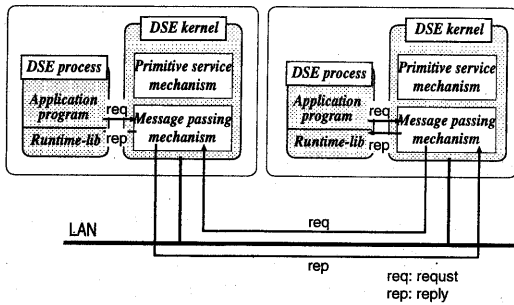 DSE kernel
DSE process
Primitive service
mechanism
Application
program
req
Message passing
mechanism
Runtime-lib
rep
DSE kernel
DSE process
Primitive service
mechanism
Application
program
req
Message passing
mechanism
Runtime-lib
rep
req
LAN
rep
req: requst
rep: reply